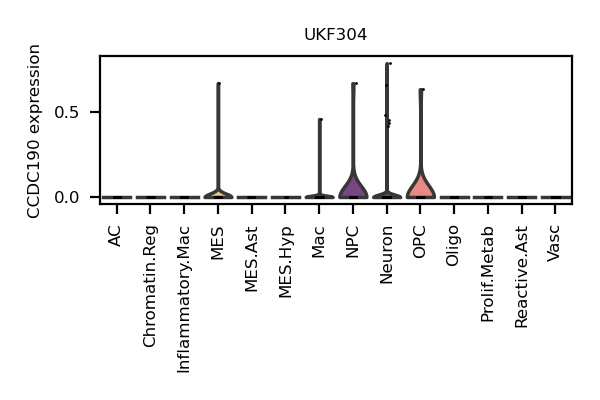 UKF304
CCDC190 expression
0.5
0.0
AC
Chromatin.Reg
Inflammatory.Mac
MES
MES.Ast
MES.Hyp
Mac
NPC
Neuron
OPC
Oligo
Prolif.Metab
Reactive.Ast
Vasc